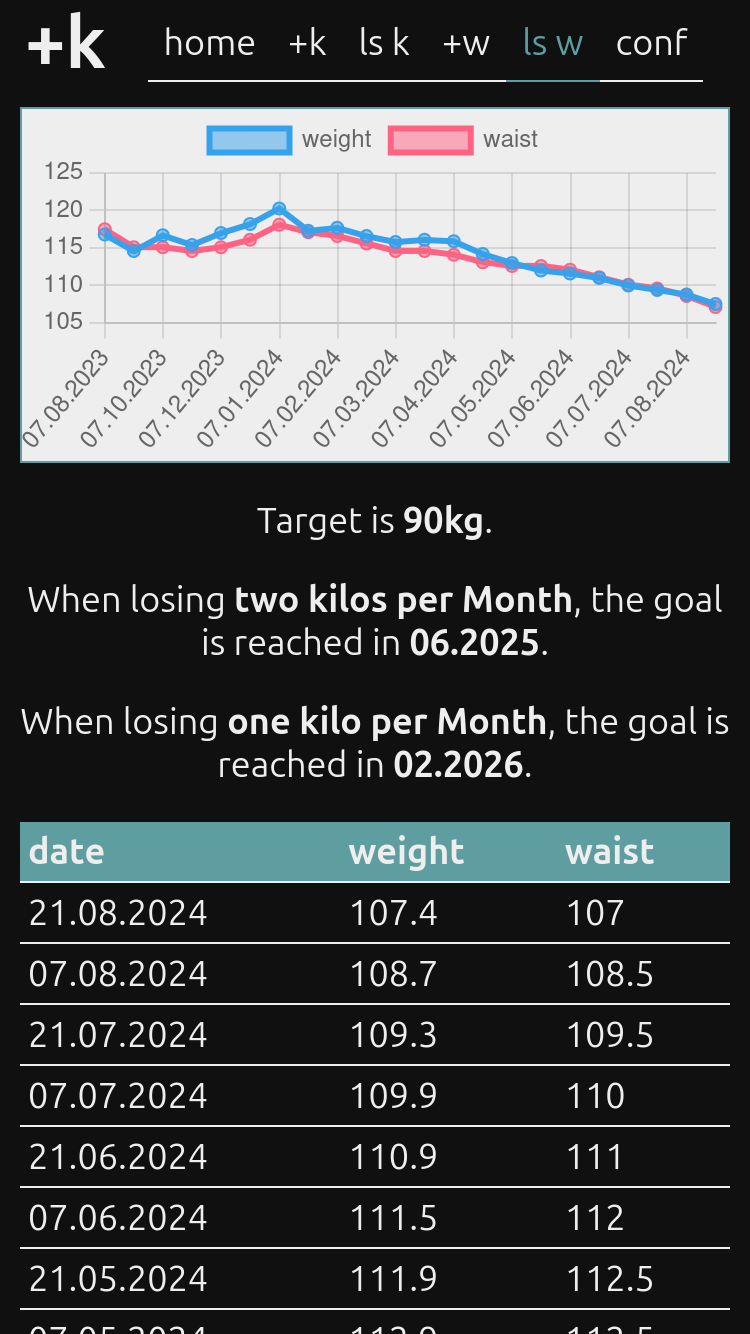 +k home +k ls k +w ls w conf
weight waist
125
120
115
110
105
07.08.2023 07.10.2023 07.12.2023 07.01.2024 07.02.2024 07.03.2024 07.04.2024 07.05.2024 07.06.2024 07.07.2024 07.08.2024
Target is 90kg.
When losing two kilos per Month, the goal
is reached in 06.2025.
When losing one kilo per Month, the goal is
reached in 02.2026.
date weight waist
21.08.2024 107.4 107
07.08.2024 108.7 108.5
21.07.2024 109.3 109.5
07.07.2024 109.9 110
21.06.2024 110.9 111
07.06.2024 111.5 112
21.05.2024 111.9 112.5